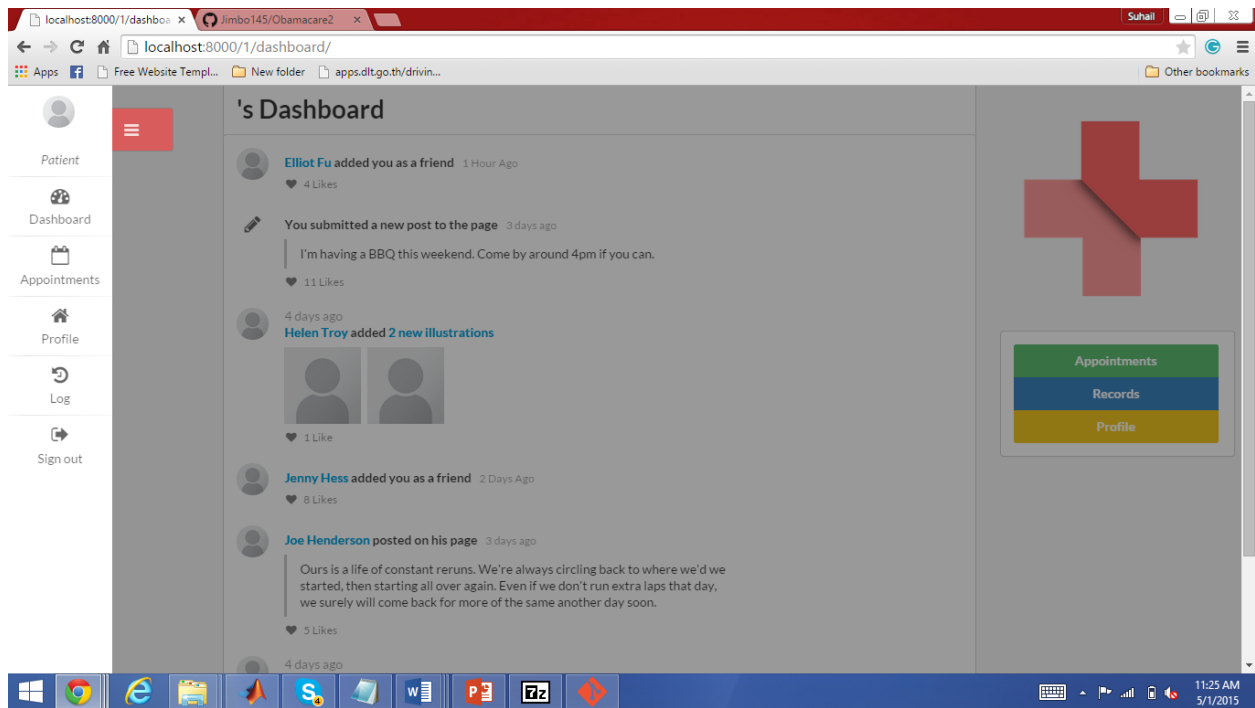 localhost:8000/1/dashboa
Jimbo145/Obamacare2
Suhail
localhost:8000/1/dashboard/
Apps
Free Website Templ...
New folder
apps.dlt.go.th/drivin...
Other bookmarks
Patient
Dashboard
Appointments
Profile
Log
Sign out
's Dashboard
Elliot Fu added you as a friend 1 Hour Ago
4 Likes
You submitted a new post to the page 3 days ago
I'm having a BBQ this weekend. Come by around 4pm if you can.
11 Likes
4 days ago
Helen Troy added 2 new illustrations
1 Like
Jenny Hess added you as a friend 2 Days Ago
8 Likes
Joe Henderson posted on his page 3 days ago
Ours is a life of constant reruns. We're always circling back to where we'd we
started, then starting all over again. Even if we don't run extra laps that day,
we surely will come back for more of the same another day soon.
5 Likes
4 days ago
Appointments
Records
Profile
11:25 AM
5/1/2015